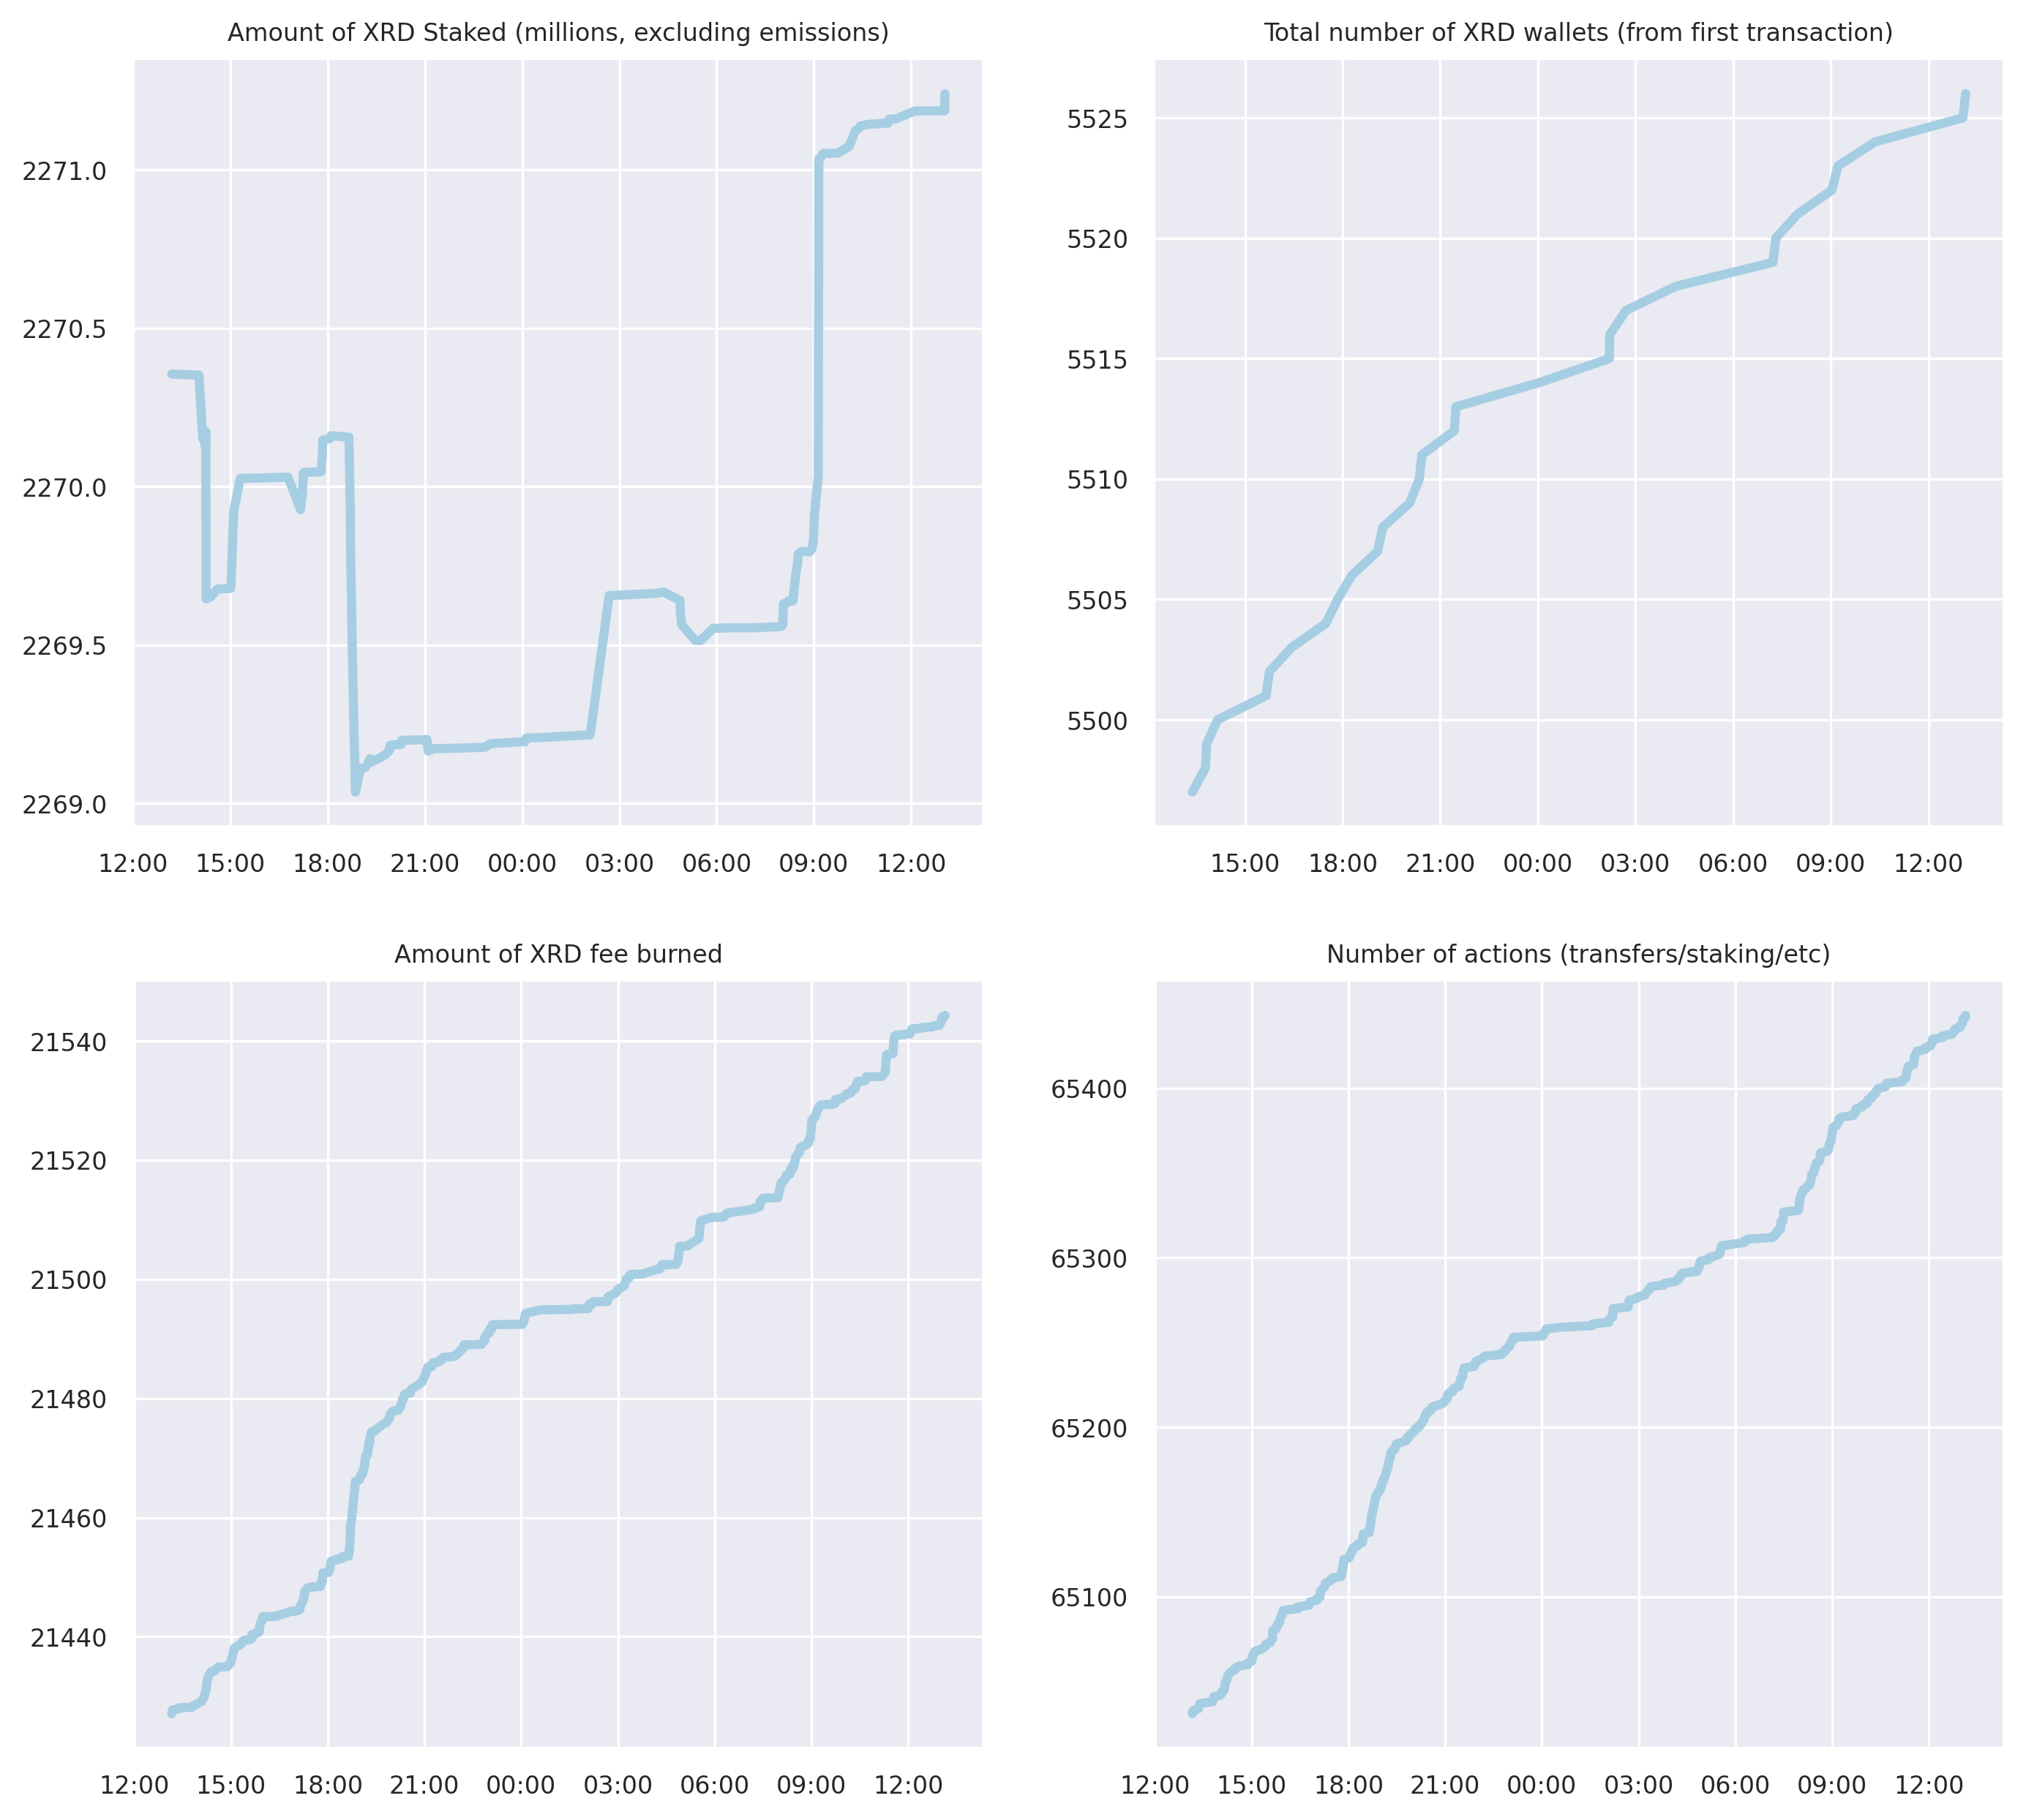 Amount of XRD Staked (millions, excluding emissions)
2271.0
2270.5
2270.0
2269.5
2269.0
12:00 15:00 18:00 21:00 00:00 03:00 06:00 09:00 12:00
Total number of XRD wallets (from first transaction)
5525
5520
5515
5510
5505
5500
15:00 18:00 21:00 00:00 03:00 06:00 09:00 12:00
Amount of XRD fee burned
21540
21520
21500
21480
21460
21440
12:00 15:00 18:00 21:00 00:00 03:00 06:00 09:00 12:00
Number of actions (transfers/staking/etc)
65400
65300
65200
65100
12:00 15:00 18:00 21:00 00:00 03:00 06:00 09:00 12:00